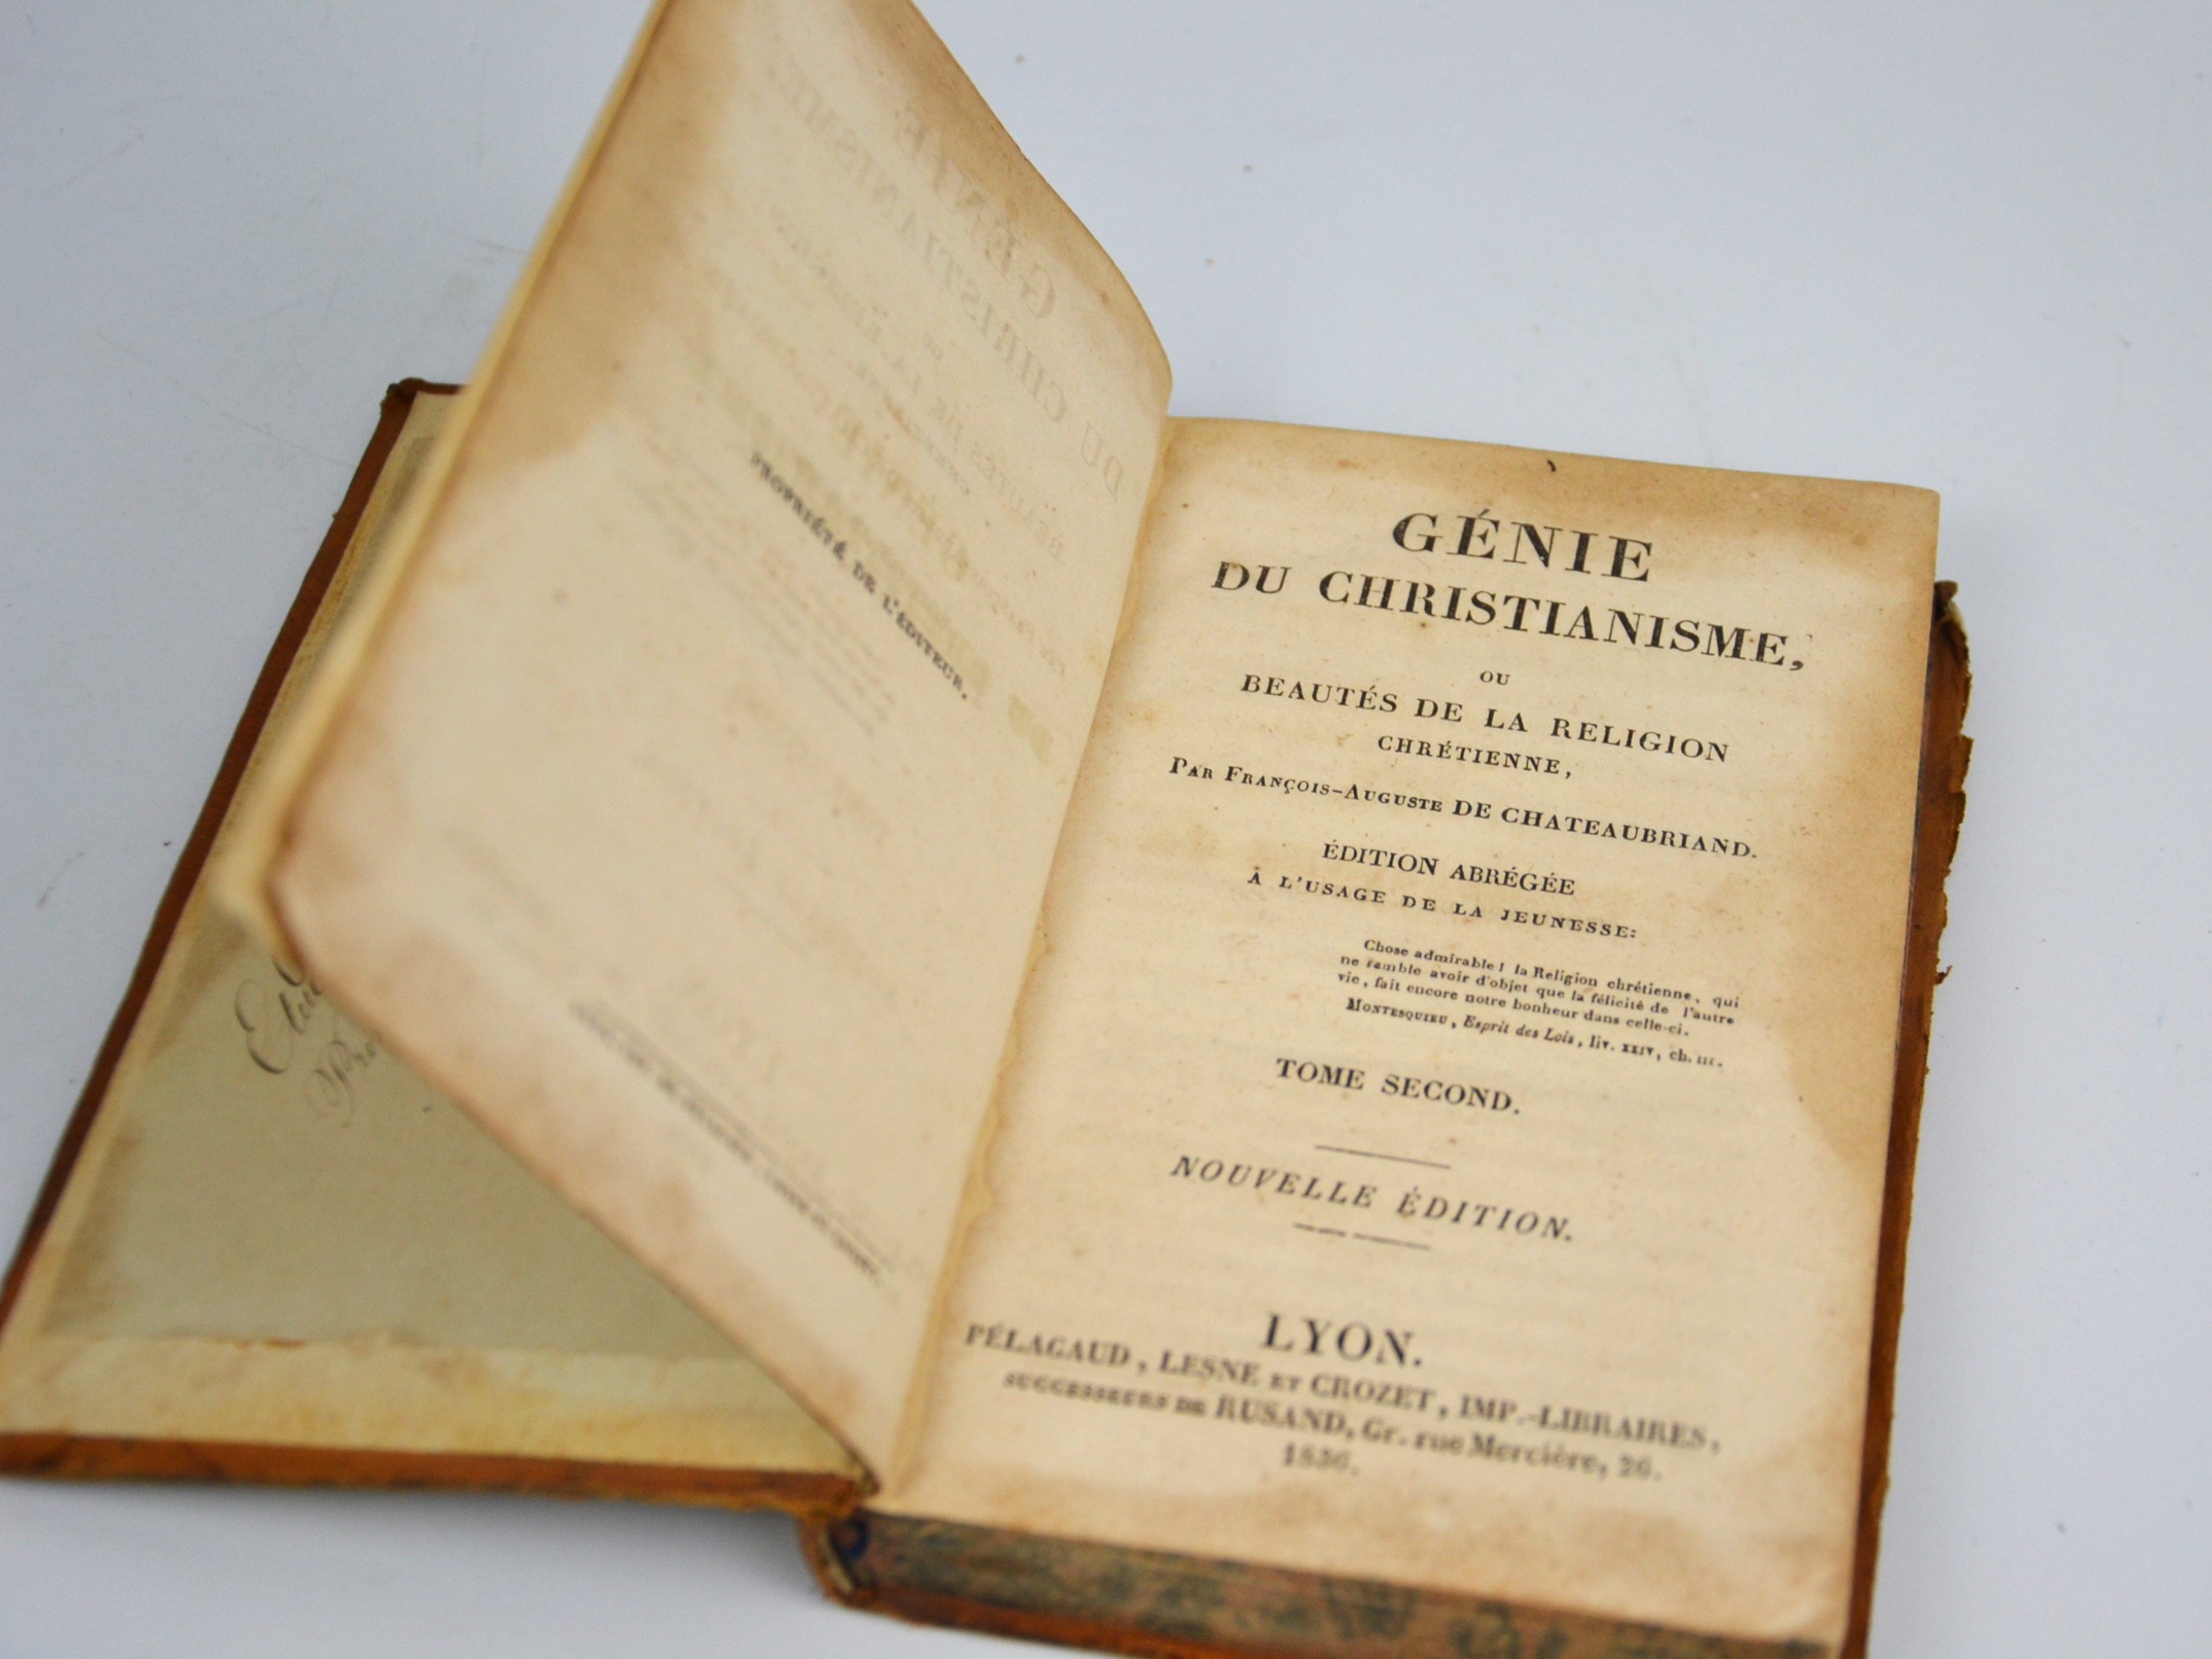 PROPRIÉTÉ DE L'ÉDITEUR.
GÉNIE
DU CHRISTIANISME,
OU
BEAUTÉS DE LA RELIGION
CHRÉTIENNE,
PAR FRANÇOIS-AUGUSTE DE CHATEAUBRIAND.
ÉDITION ABRÉGÉE
À L'USAGE DE LA JEUNESSE:
Chose admirable! la Religion chrétienne, qui
ne semble avoir d'objet que la félicité de l'autre
vie, fait encore notre bonheur dans celle-ci.
MONTESQUIEU, Esprit des Lois, liv. XXIV, ch. III.
TOME SECOND.
NOUVELLE ÉDITION.
LYON.
PÉLAGAUD, LESNE ET CROZET, IMP.-LIBRAIRES,
SUCCESSEURS DE RUSAND, Gr. rue Mercière, 26.
1836.